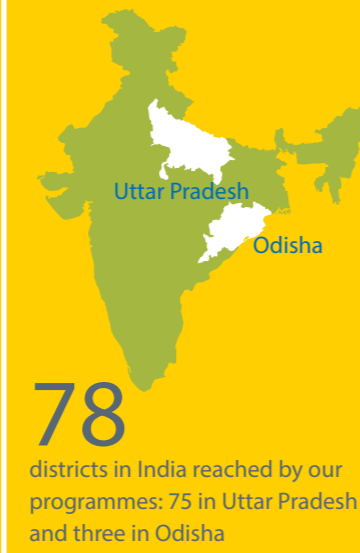 Uttar Pradesh
Odisha
78
districts in India reached by our
programmes: 75 in Uttar Pradesh
and three in Odisha